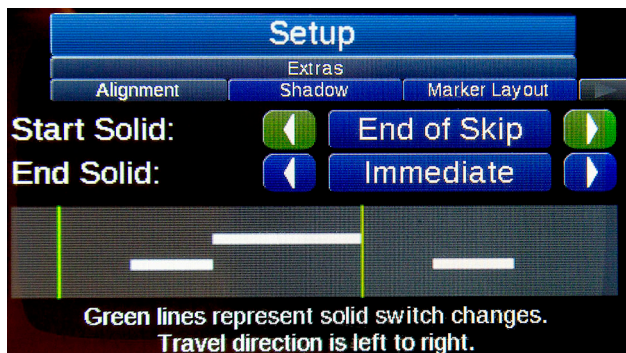 Setup
Extras
Alignment Shadow Marker Layout
Start Solid: End of Skip
End Solid: Immediate
Green lines represent solid switch changes.
Travel direction is left to right.